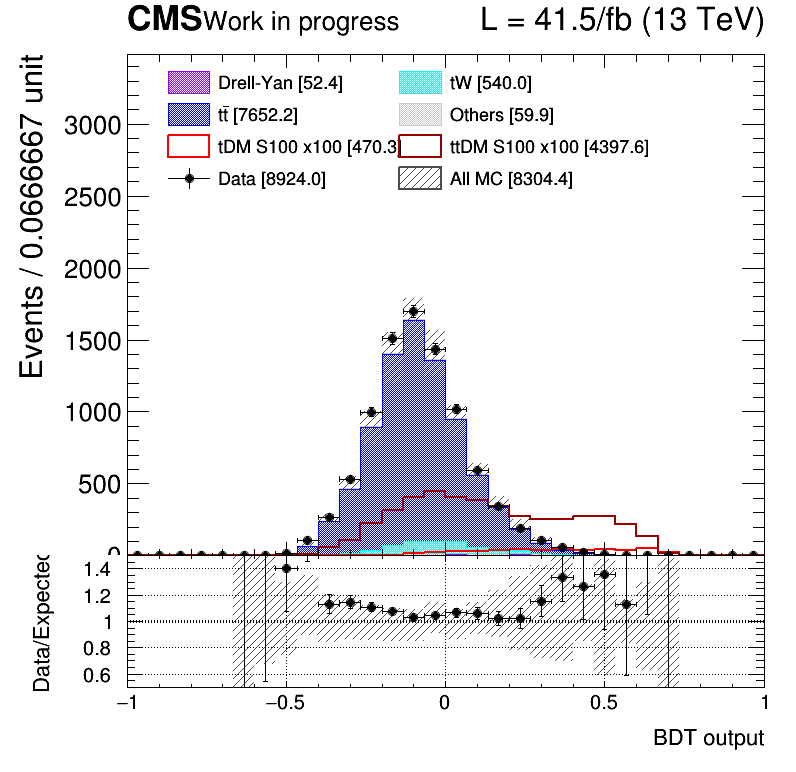 CMS Work in progress L = 41.5/fb (13 TeV)
Events / 0.0666667 unit
3000
2500
2000
1500
1000
500
0
Drell-Yan [52.4] tW [540.0]
tt̄ [7652.2] Others [59.9]
tDM S100 x100 [470.3] ttDM S100 x100 [4397.6]
Data [8924.0] All MC [8304.4]
Data/Expected
1.4
1.2
1
0.8
0.6
−1 −0.5 0 0.5 1
BDT output